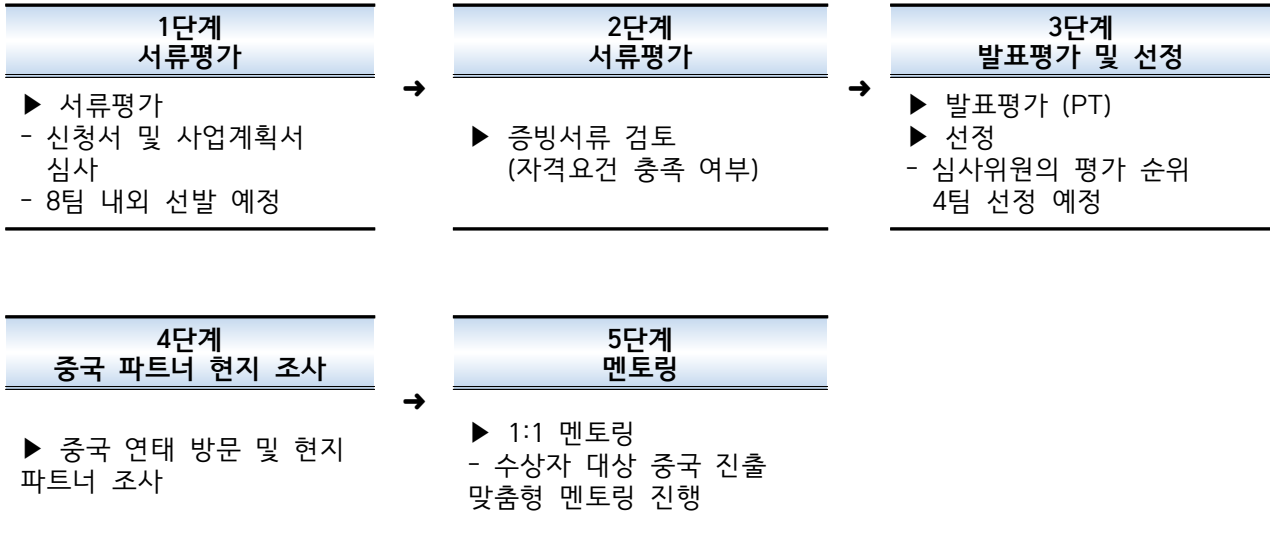 1단계
서류평가
▶ 서류평가
- 신청서 및 사업계획서
심사
- 8팀 내외 선발 예정
➜
2단계
서류평가
▶ 증빙서류 검토
(자격요건 충족 여부)
➜
3단계
발표평가 및 선정
▶ 발표평가 (PT)
▶ 선정
- 심사위원의 평가 순위
4팀 선정 예정
4단계
중국 파트너 현지 조사
▶ 중국 연태 방문 및 현지
파트너 조사
➜
5단계
멘토링
▶ 1:1 멘토링
- 수상자 대상 중국 진출
맞춤형 멘토링 진행